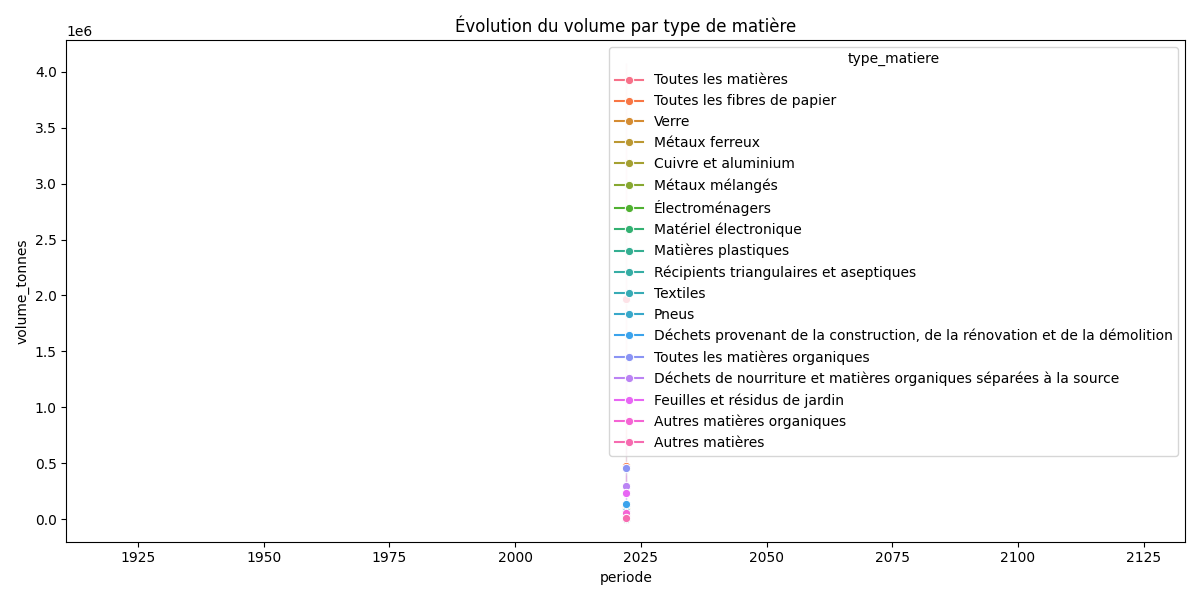 Évolution du volume par type de matière
1e6
4.0
3.5
3.0
2.5
2.0
1.5
1.0
0.5
0.0
volume_tonnes
type_matiere
Toutes les matières
Toutes les fibres de papier
Verre
Métaux ferreux
Cuivre et aluminium
Métaux mélangés
Électroménagers
Matériel électronique
Matières plastiques
Récipients triangulaires et aseptiques
Textiles
Pneus
Déchets provenant de la construction, de la rénovation et de la démolition
Toutes les matières organiques
Déchets de nourriture et matières organiques séparées à la source
Feuilles et résidus de jardin
Autres matières organiques
Autres matières
1925 1950 1975 2000 2025 2050 2075 2100 2125
periode